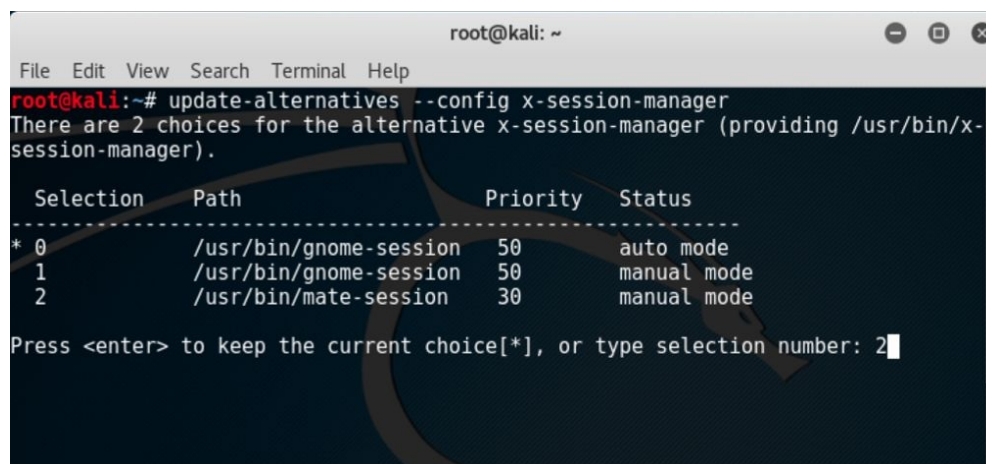 root@kali: ~
File Edit View Search Terminal Help
root@kali:~# update-alternatives --config x-session-manager
There are 2 choices for the alternative x-session-manager (providing /usr/bin/x-
session-manager).
Selection Path Priority Status
------------------------------------------------------------
* 0 /usr/bin/gnome-session 50 auto mode
1 /usr/bin/gnome-session 50 manual mode
2 /usr/bin/mate-session 30 manual mode
Press <enter> to keep the current choice[*], or type selection number: 2